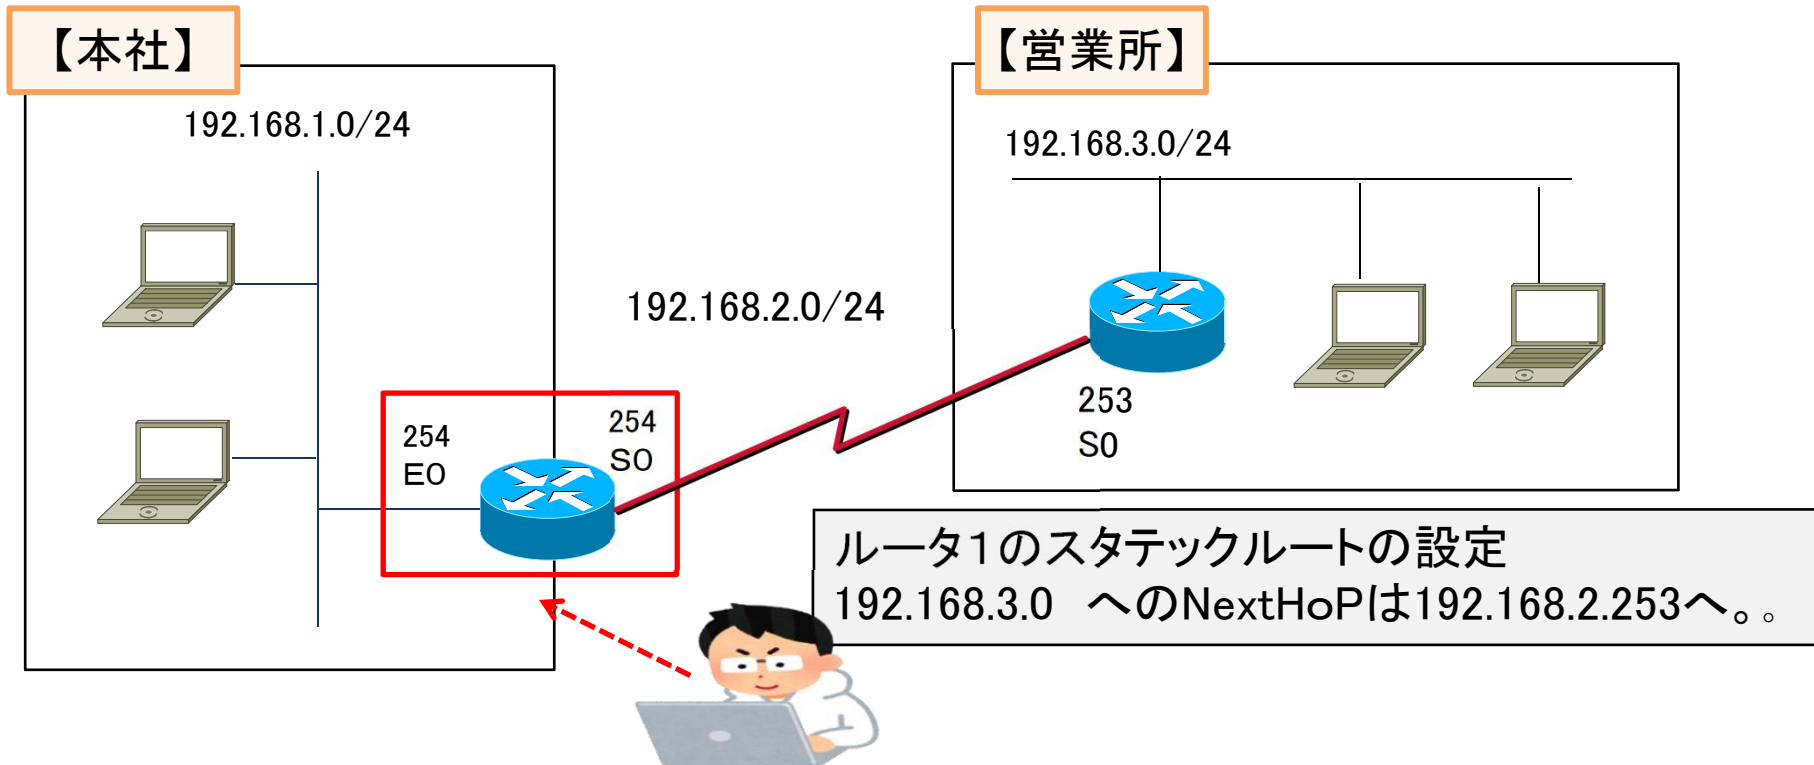 【本社】
192.168.1.0/24
254
E0
254
S0
192.168.2.0/24
【営業所】
192.168.3.0/24
253
S0
ルータ１のスタテックルートの設定
192.168.3.0 へのNextHoPは192.168.2.253へ。。